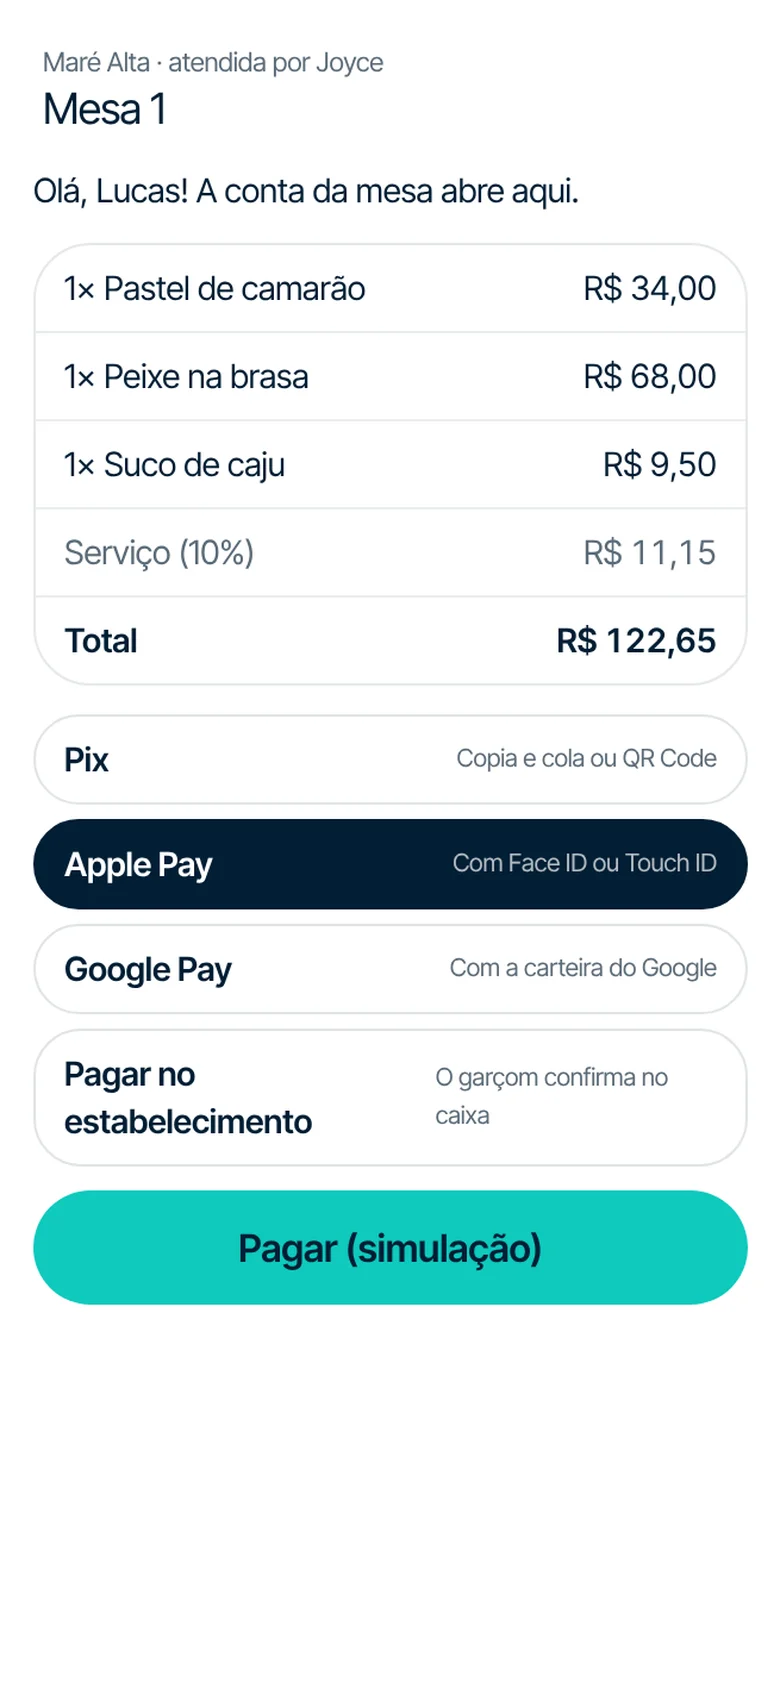 Maré Alta · atendida por Joyce
Mesa 1
Olá, Lucas! A conta da mesa abre aqui.
1× Pastel de camarão R$ 34,00
1× Peixe na brasa R$ 68,00
1× Suco de caju R$ 9,50
Serviço (10%) R$ 11,15
Total R$ 122,65
Pix Copia e cola ou QR Code
Apple Pay Com Face ID ou Touch ID
Google Pay Com a carteira do Google
Pagar no
estabelecimento
O garçom confirma no
caixa
Pagar (simulação)